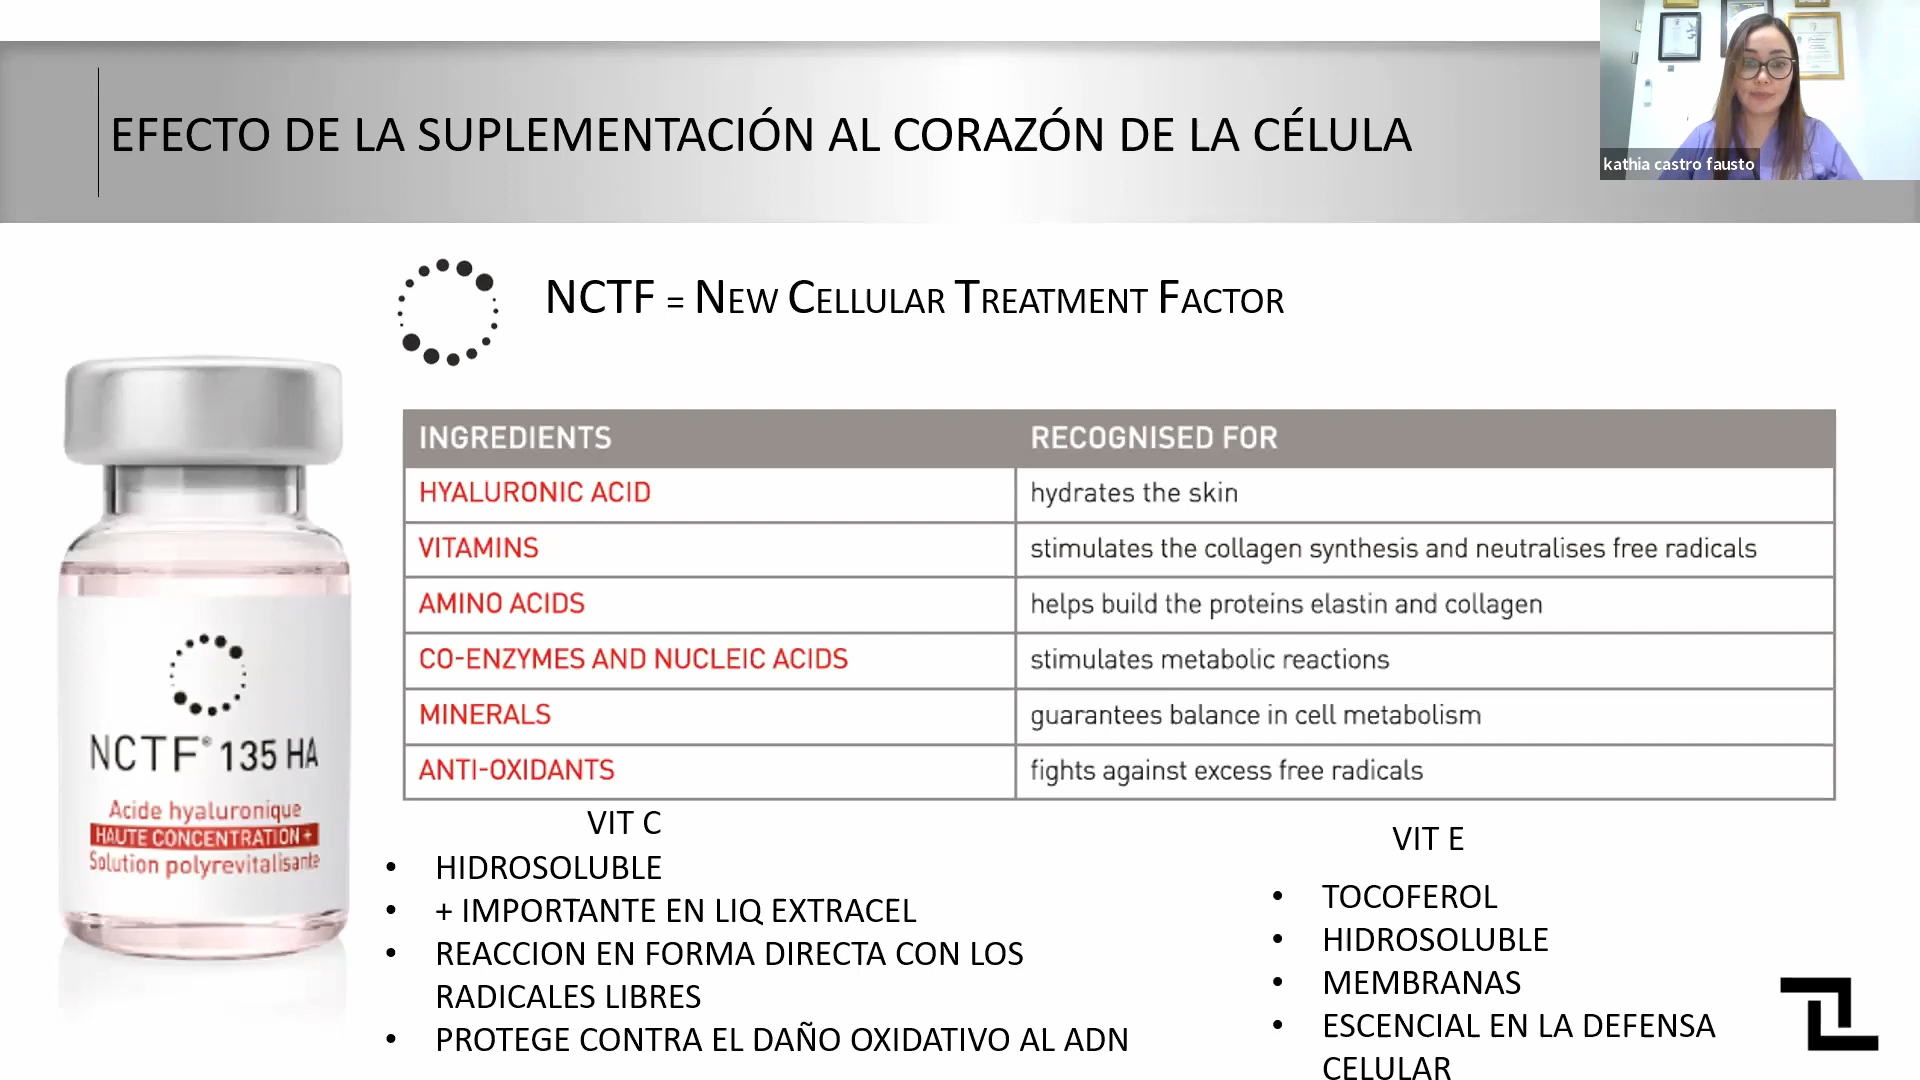 EFECTO DE LA SUPLEMENTACIÓN AL CORAZÓN DE LA CÉLULA
kathia castro fausto
NCTF = NEW CELLULAR TREATMENT FACTOR
INGREDIENTS RECOGNISED FOR
HYALURONIC ACID hydrates the skin
VITAMINS stimulates the collagen synthesis and neutralises free radicals
AMINO ACIDS helps build the proteins elastin and collagen
CO-ENZYMES AND NUCLEIC ACIDS stimulates metabolic reactions
MINERALS guarantees balance in cell metabolism
ANTI-OXIDANTS fights against excess free radicals
NCTF® 135 HA
Acide hyaluronique
HAUTE CONCENTRATION +
Solution polyrevitalisante
VIT C
• HIDROSOLUBLE
• + IMPORTANTE EN LIQ EXTRACEL
• REACCION EN FORMA DIRECTA CON LOS
RADICALES LIBRES
• PROTEGE CONTRA EL DAÑO OXIDATIVO AL ADN
VIT E
• TOCOFEROL
• HIDROSOLUBLE
• MEMBRANAS
• ESCENCIAL EN LA DEFENSA
CELULAR